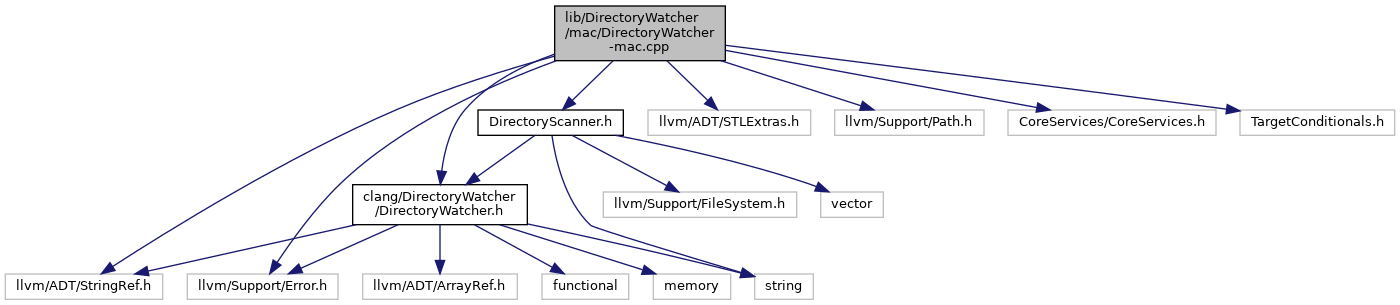 lib/DirectoryWatcher
/mac/DirectoryWatcher
-mac.cpp
DirectoryScanner.h
llvm/ADT/STLExtras.h
llvm/Support/Path.h
CoreServices/CoreServices.h
TargetConditionals.h
clang/DirectoryWatcher
/DirectoryWatcher.h
llvm/Support/FileSystem.h
vector
llvm/ADT/StringRef.h
llvm/Support/Error.h
llvm/ADT/ArrayRef.h
functional
memory
string